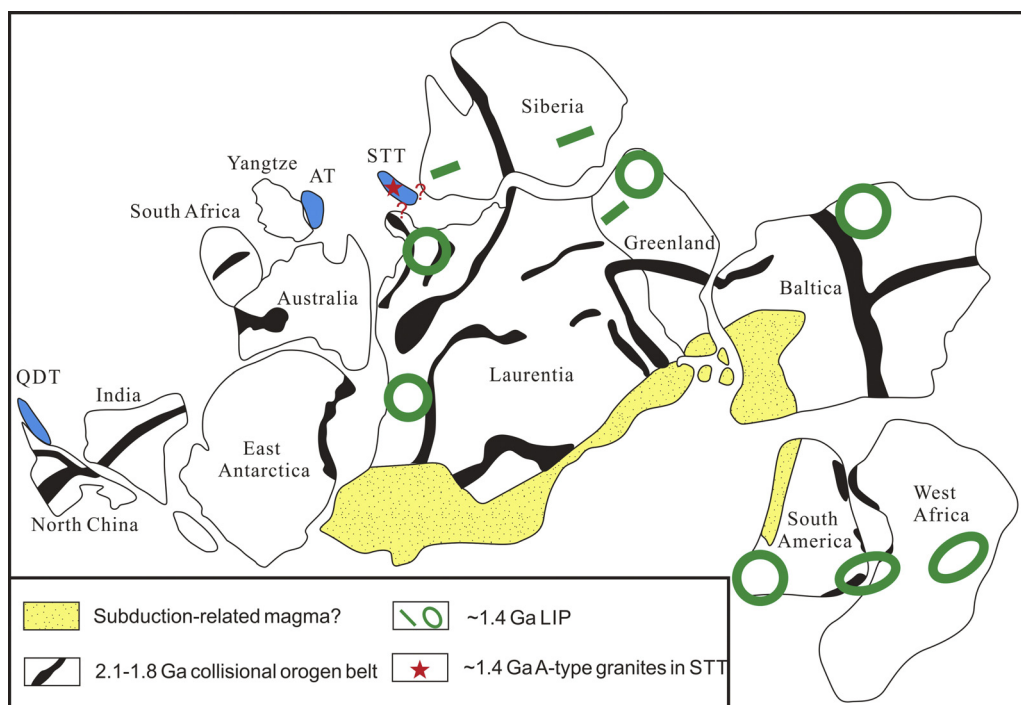 Siberia
STT
Yangtze
AT
?
?
South Africa
Greenland
Australia
Baltica
Laurentia
QDT
India
East
Antarctica
North China
West
Africa
South
America
Subduction-related magma?
~1.4 Ga LIP
2.1-1.8 Ga collisional orogen belt
~1.4 Ga A-type granites in STT